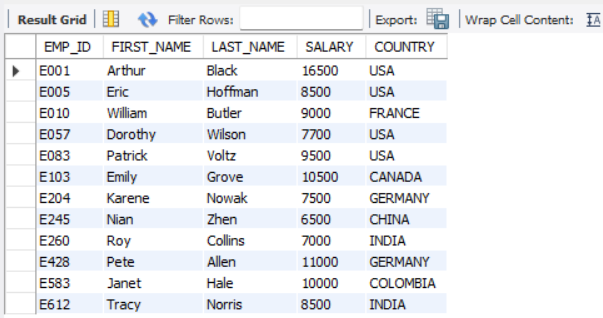 Result Grid Filter Rows: Export: Wrap Cell Content: IA
EMP_ID FIRST_NAME LAST_NAME SALARY COUNTRY
E001 Arthur Black 16500 USA
E005 Eric Hoffman 8500 USA
E010 William Butler 9000 FRANCE
E057 Dorothy Wilson 7700 USA
E083 Patrick Voltz 9500 USA
E103 Emily Grove 10500 CANADA
E204 Karene Nowak 7500 GERMANY
E245 Nian Zhen 6500 CHINA
E260 Roy Collins 7000 INDIA
E428 Pete Allen 11000 GERMANY
E583 Janet Hale 10000 COLOMBIA
E612 Tracy Norris 8500 INDIA